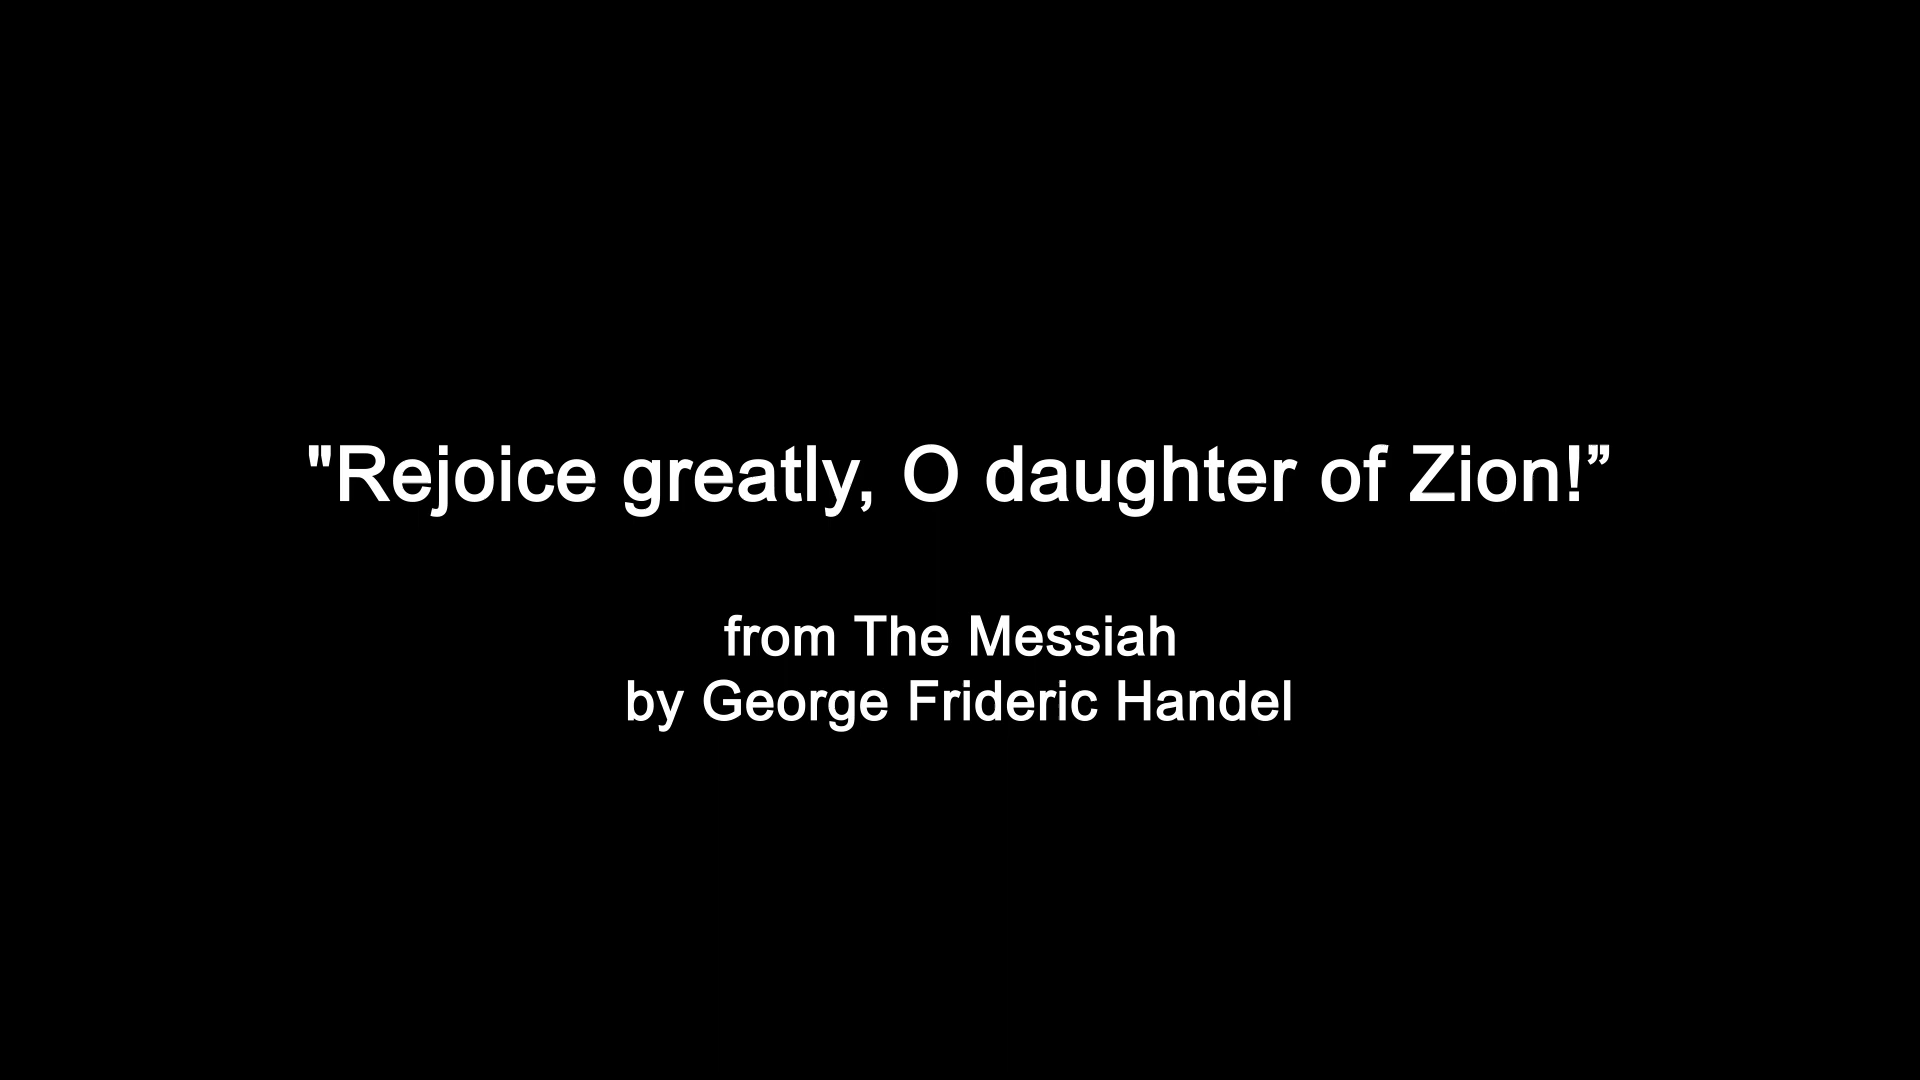 "Rejoice greatly, O daughter of Zion!”
from The Messiah
by George Frideric Handel